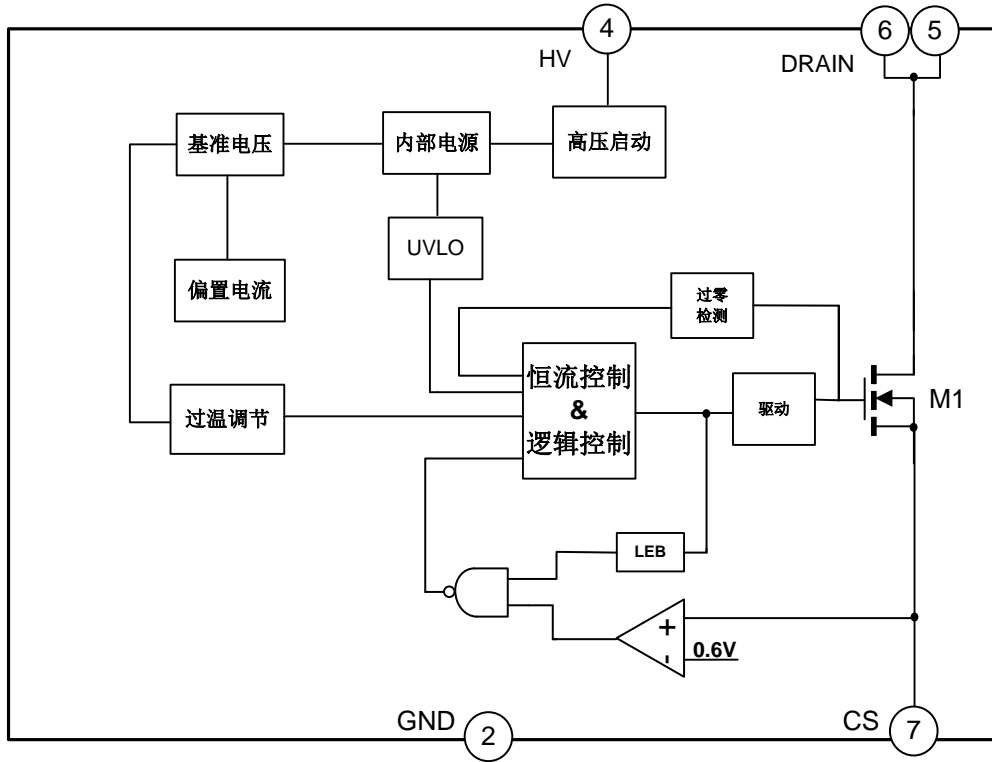 4
6
5
HV
DRAIN
基准电压
内部电源
高压启动
UVLO
偏置电流
过零
检测
恒流控制
&
逻辑控制
过温调节
驱动
M1
LEB
+
-
0.6V
GND
2
CS
7